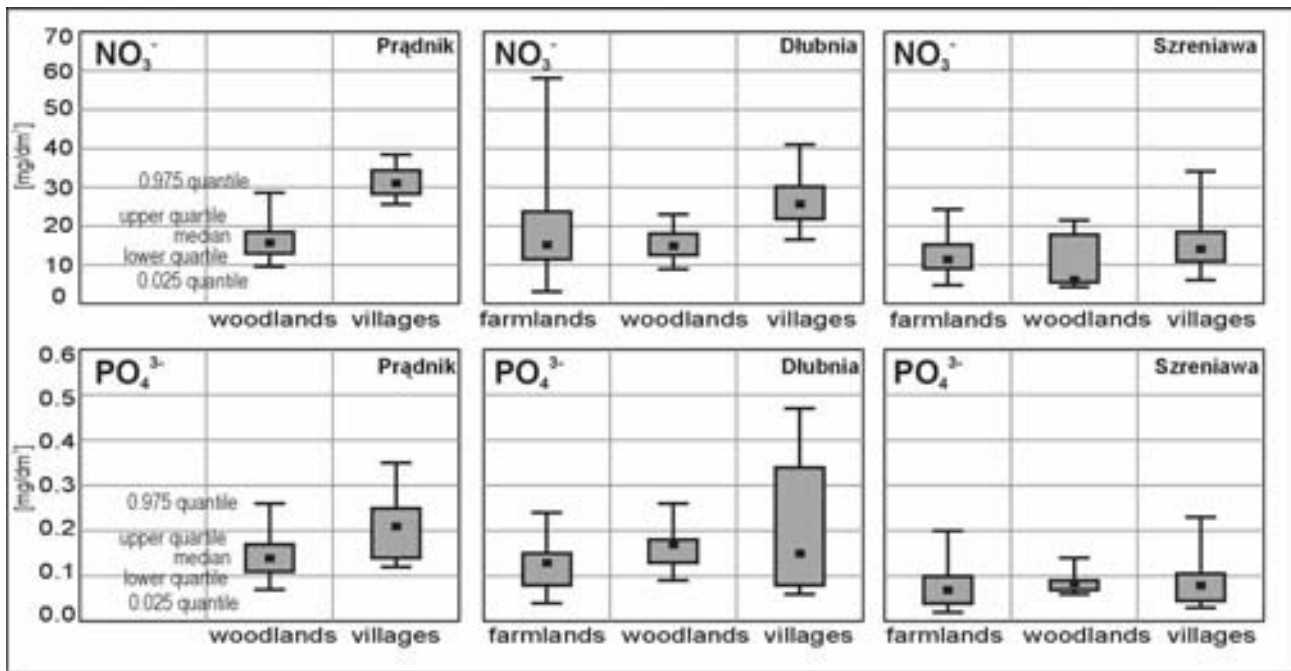 70 NO₃⁻ Prądnik NO₃⁻ Dłubnia NO₃⁻ Szreniawa
60
50
40
[mg/dm³]
30 0.975 quantile
20 upper quartile
median
10 lower quartile
0.025 quantile
0
woodlands villages farmlands woodlands villages farmlands woodlands villages
0.6 PO₄³⁻ Prądnik PO₄³⁻ Dłubnia PO₄³⁻ Szreniawa
0.5
0.4
[mg/dm³]
0.3
0.975 quantile
0.2
upper quartile
median
0.1 lower quartile
0.025 quantile
0.0
woodlands villages farmlands woodlands villages farmlands woodlands villages